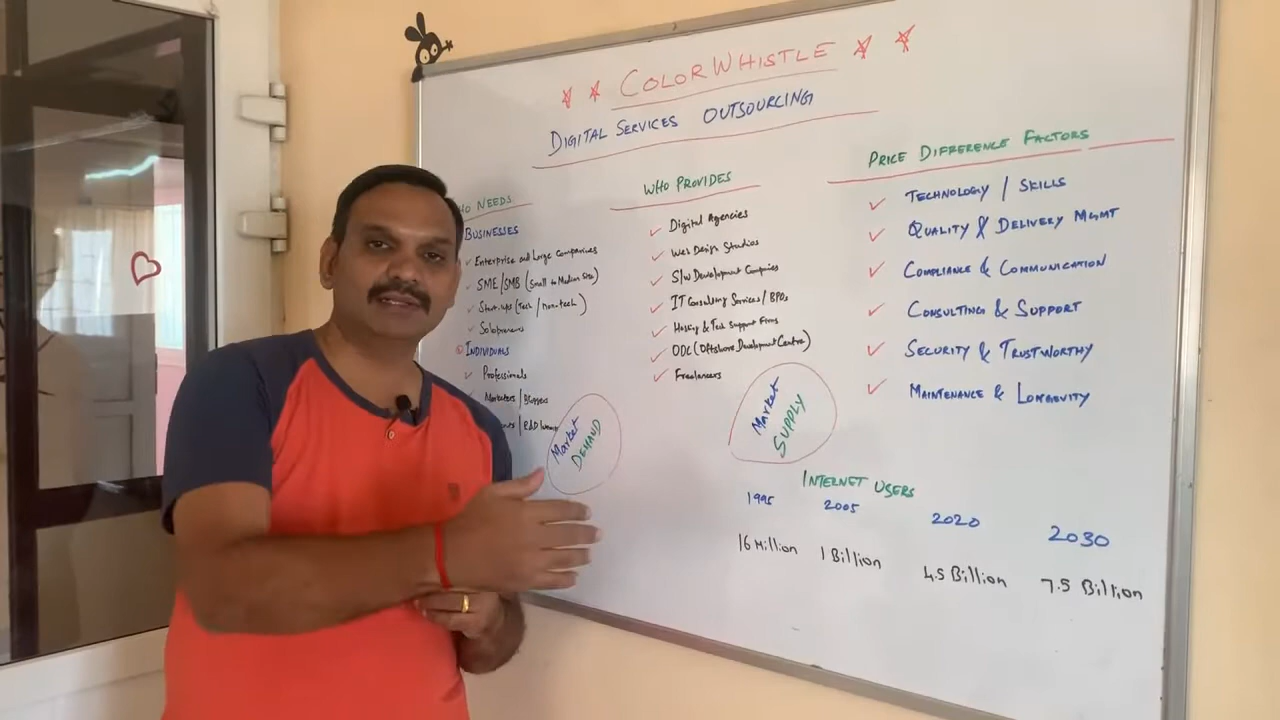 COLORWHISTLE
DIGITAL SERVICES OUTSOURCING
NEEDS
BUSINESSES
Enterprise and Large Companies
SME/SMB (Small to Medium Size)
Start-ups (Tech / non-tech)
Solopreneurs
INDIVIDUALS
Professionals
Marketers / Bloggers
Market
DEMAND
WHO PROVIDES
Digital Agencies
Web Design Studios
S/W Development Companies
IT Consulting Services / BPOs
Hosting & Tech Support Firms
ODC (Offshore Development Centre)
Freelancers
Market
SUPPLY
PRICE DIFFERENCE FACTORS
TECHNOLOGY / SKILLS
QUALITY & DELIVERY MGMT
COMPLIANCE & COMMUNICATION
CONSULTING & SUPPORT
SECURITY & TRUSTWORTHY
MAINTENANCE & LONGEVITY
INTERNET USERS
1995 2005 2020 2030
16 Million 1 Billion 4.5 Billion 7.5 Billion